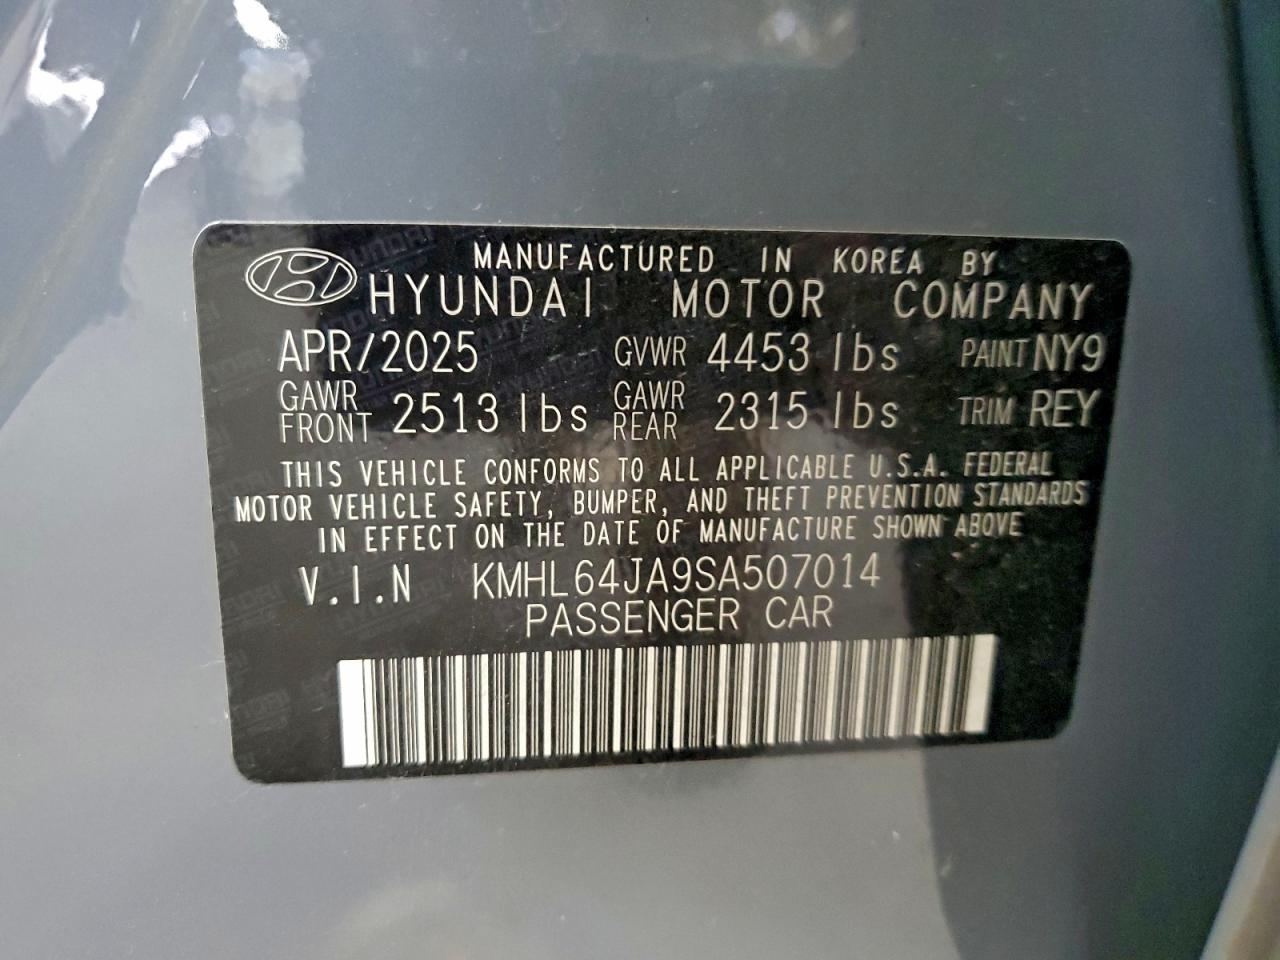 MANUFACTURED IN KOREA BY
HYUNDAI MOTOR COMPANY
APR/2025 GVWR 4453 lbs PAINT NY9
GAWR FRONT 2513 lbs GAWR REAR 2315 lbs TRIM REY
THIS VEHICLE CONFORMS TO ALL APPLICABLE U.S.A. FEDERAL
MOTOR VEHICLE SAFETY, BUMPER, AND THEFT PREVENTION STANDARDS
IN EFFECT ON THE DATE OF MANUFACTURE SHOWN ABOVE
V.I.N KMHL64JA9SA507014
PASSENGER CAR